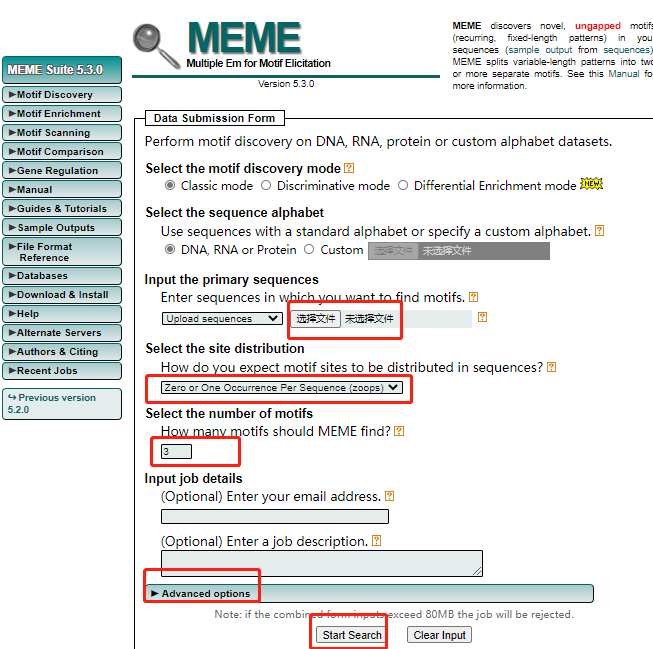 MEME
Multiple Em for Motif Elicitation
Version 5.3.0
MEME discovers novel, ungapped motifs
(recurring, fixed-length patterns) in you
sequences (sample output from sequences)
MEME splits variable-length patterns into two
or more separate motifs. See this Manual fo
more information.
MEME Suite 5.3.0
▶Motif Discovery
▶Motif Enrichment
▶Motif Scanning
▶Motif Comparison
▶Gene Regulation
▶Manual
▶Guides & Tutorials
▶Sample Outputs
▶File Format
Reference
▶Databases
▶Download & Install
▶Help
▶Alternate Servers
▶Authors & Citing
▶Recent Jobs
↪Previous version
5.2.0
Data Submission Form
Perform motif discovery on DNA, RNA, protein or custom alphabet datasets.
Select the motif discovery mode ?
Classic mode Discriminative mode Differential Enrichment mode NEW
Select the sequence alphabet
Use sequences with a standard alphabet or specify a custom alphabet. ?
DNA, RNA or Protein Custom 选择文件 未选择文件
Input the primary sequences
Enter sequences in which you want to find motifs. ?
Upload sequences 选择文件 未选择文件 ?
Select the site distribution
How do you expect motif sites to be distributed in sequences? ?
Zero or One Occurrence Per Sequence (zoops)
Select the number of motifs
How many motifs should MEME find? ?
3
Input job details
(Optional) Enter your email address. ?
(Optional) Enter a job description. ?
▶ Advanced options
Note: if the combined form inputs exceed 80MB the job will be rejected.
Start Search Clear Input